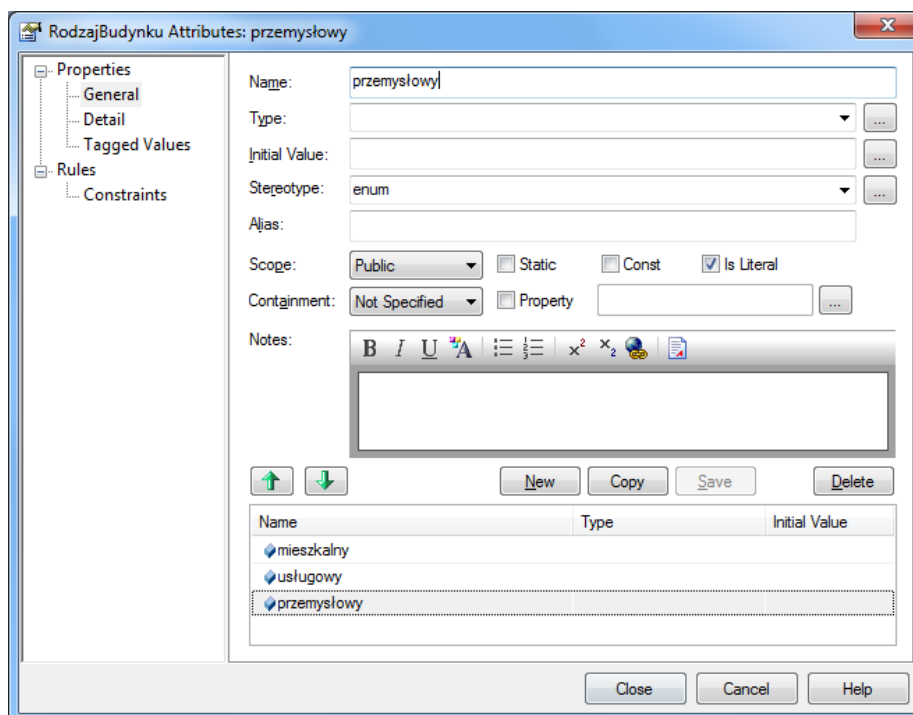 RodzajBudynku Attributes: przemysłowy
Properties
General
Detail
Tagged Values
Rules
Constraints
Name: przemysłowy
Type: ...
Initial Value: ...
Stereotype: enum ...
Alias:
Scope: Public Static Const Is Literal
Containment: Not Specified Property ...
Notes:
B I U A x² x₂
New Copy Save Delete
Name Type Initial Value
mieszkalny
usługowy
przemysłowy
Close Cancel Help